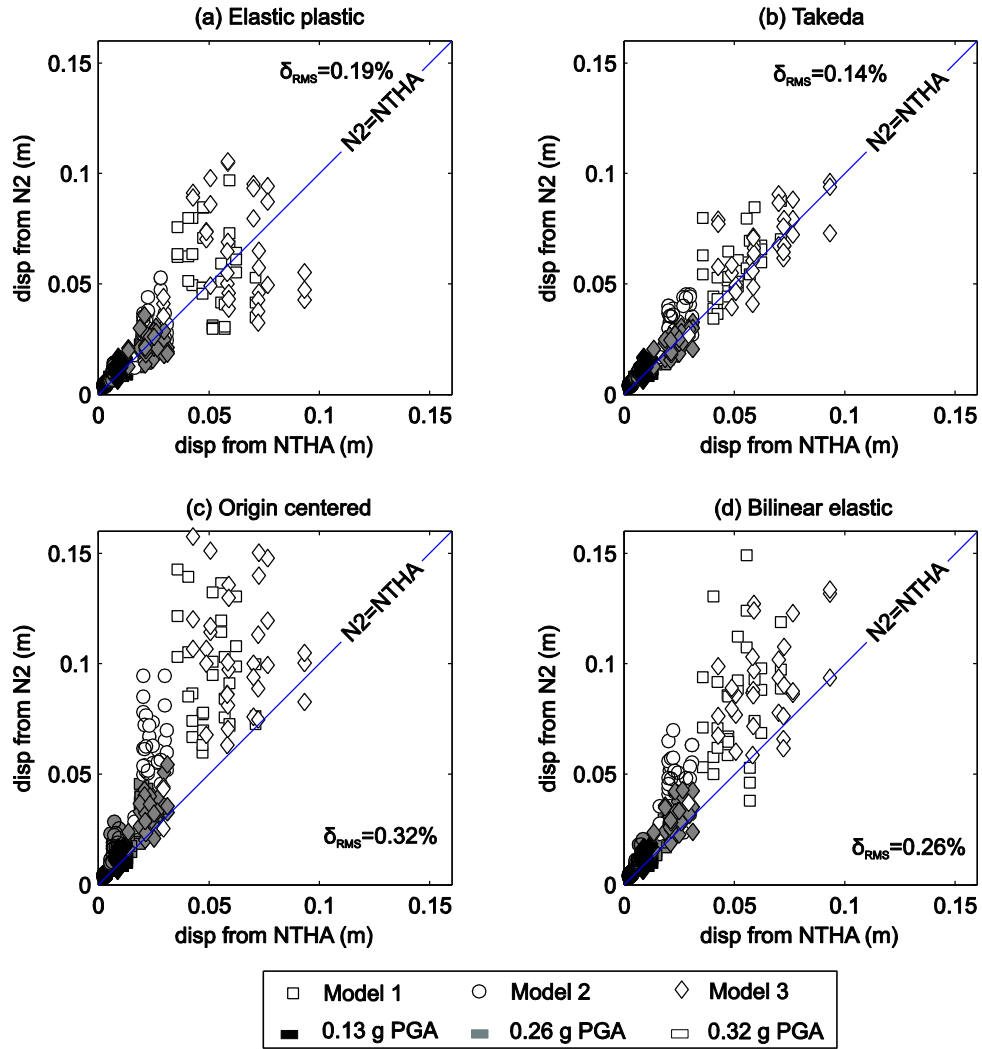 (a) Elastic plastic
δRMS=0.19%
N2=NTHA
disp from N2 (m)
0.15
0.1
0.05
0
0 0.05 0.1 0.15
disp from NTHA (m)
(b) Takeda
δRMS=0.14%
N2=NTHA
disp from N2 (m)
0.15
0.1
0.05
0
0 0.05 0.1 0.15
disp from NTHA (m)
(c) Origin centered
N2=NTHA
disp from N2 (m)
0.15
0.1
0.05
δRMS=0.32%
0
0 0.05 0.1 0.15
disp from NTHA (m)
(d) Bilinear elastic
N2=NTHA
disp from N2 (m)
0.15
0.1
0.05
δRMS=0.26%
0
0 0.05 0.1 0.15
disp from NTHA (m)
Model 1 Model 2 Model 3
0.13 g PGA 0.26 g PGA 0.32 g PGA